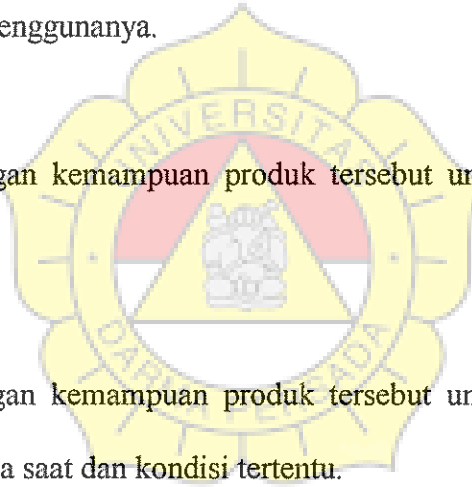 enggunanya.
UNIVERSITAS
gan kemampuan produk tersebut un
DARMA PERSADA
gan kemampuan produk tersebut un
a saat dan kondisi tertentu.